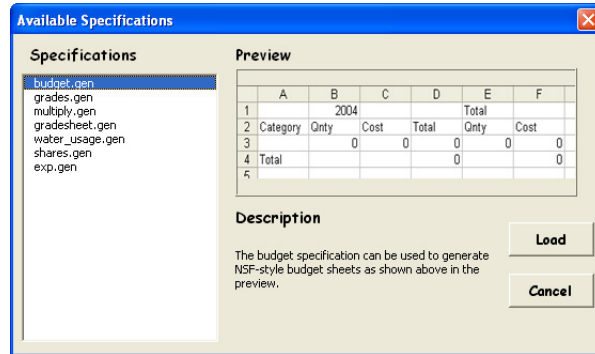 Available Specifications
Specifications
budget.gen
grades.gen
multiply.gen
gradesheet.gen
water_usage.gen
shares.gen
exp.gen
Preview
A B C D E F
1 2004 Total
2 Category Qnty Cost Total Qnty Cost
3 0 0 0 0 0
4 Total 0 0
5
Description
The budget specification can be used to generate
NSF-style budget sheets as shown above in the
preview.
Load
Cancel